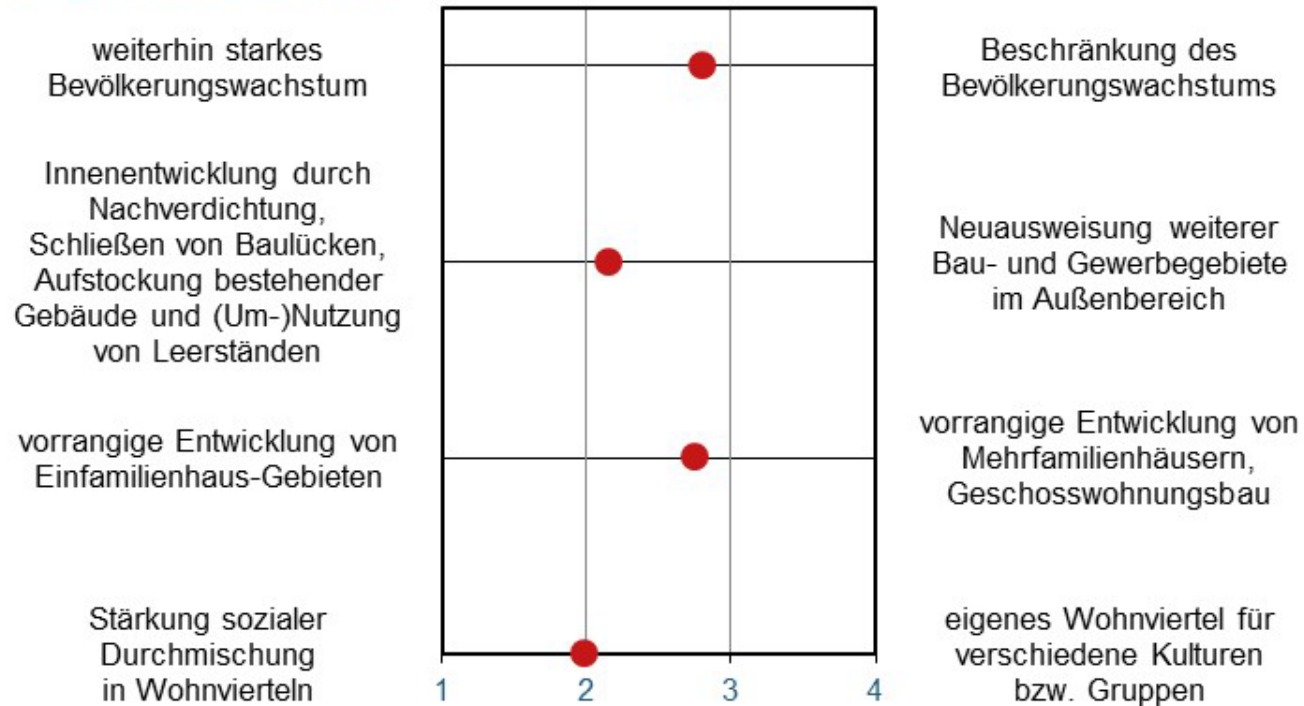 weiterhin starkes
Bevölkerungswachstum
Beschränkung des
Bevölkerungswachstums
Innenentwicklung durch
Nachverdichtung,
Schließen von Baulücken,
Aufstockung bestehender
Gebäude und (Um-)Nutzung
von Leerständen
Neuausweisung weiterer
Bau- und Gewerbegebiete
im Außenbereich
vorrangige Entwicklung von
Einfamilienhaus-Gebieten
vorrangige Entwicklung von
Mehrfamilienhäusern,
Geschosswohnungsbau
Stärkung sozialer
Durchmischung
in Wohnvierteln
eigenes Wohnviertel für
verschiedene Kulturen
bzw. Gruppen
1 2 3 4